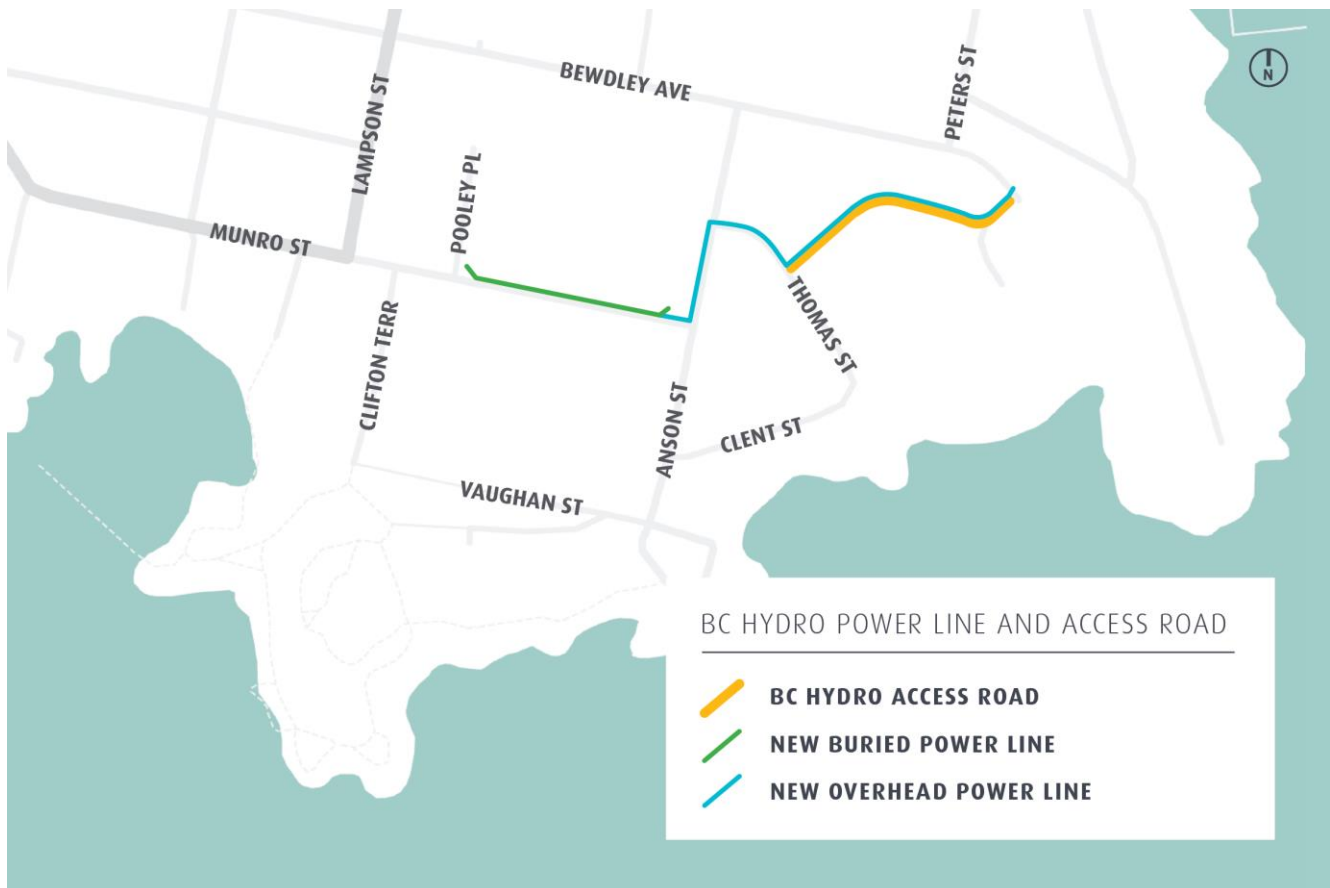 BEWDLEY AVE
PETERS ST
N
LAMPSON ST
POOLEY PL
MUNRO ST
CLIFTON TERR
THOMAS ST
ANSON ST
CLENT ST
VAUGHAN ST
BC HYDRO POWER LINE AND ACCESS ROAD
BC HYDRO ACCESS ROAD
NEW BURIED POWER LINE
NEW OVERHEAD POWER LINE